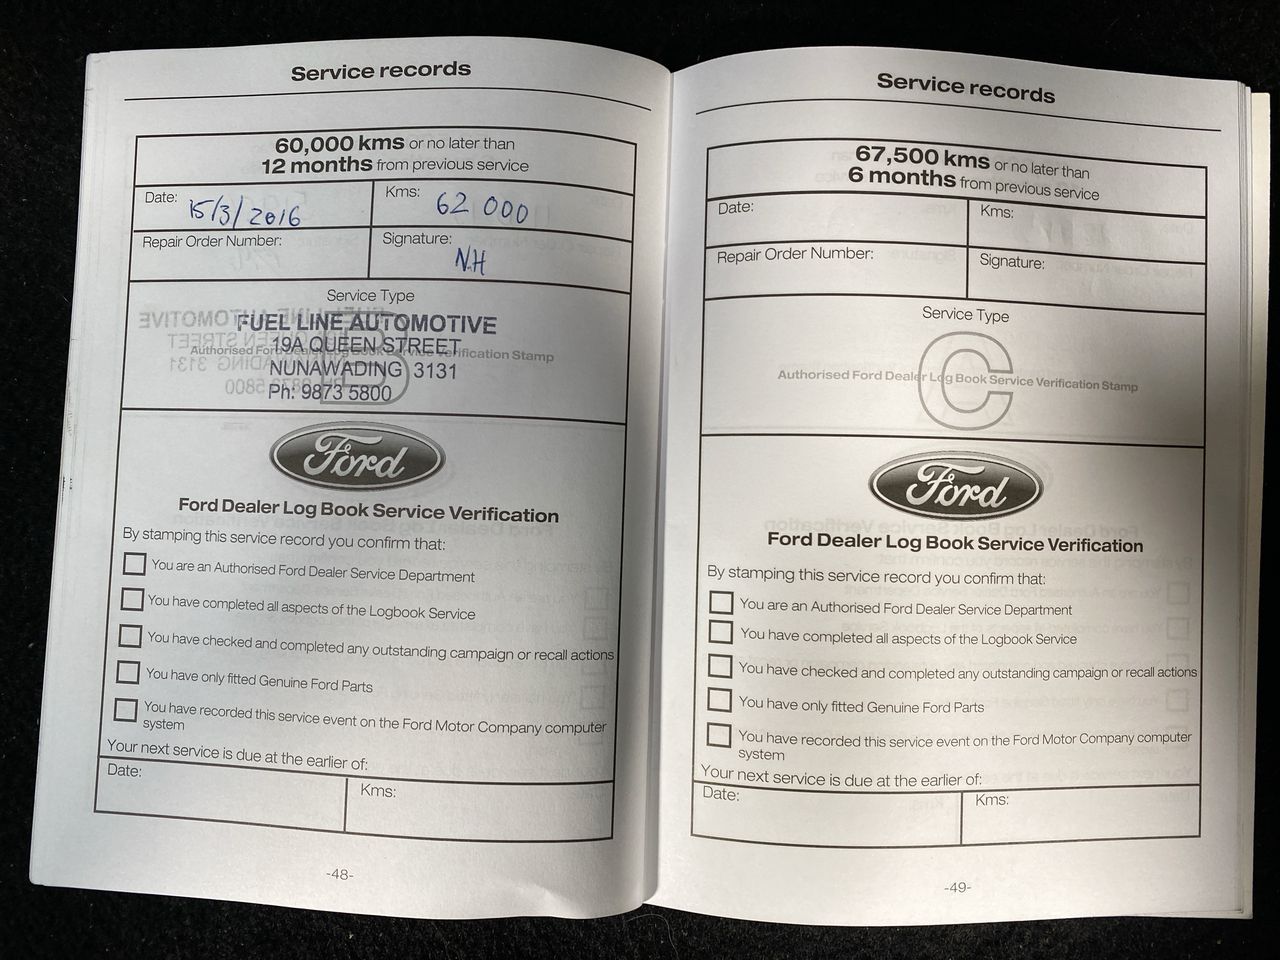 Service records
60,000 kms or no later than
12 months from previous service
Date: 15/3/2016
Kms: 62 000
Repair Order Number:
Signature: N.H
Service Type
B
Authorised Ford Dealer Log Book Service Verification Stamp
FUEL LINE AUTOMOTIVE
19A QUEEN STREET
NUNAWADING 3131
Ph: 9873 5800
Ford
Ford Dealer Log Book Service Verification
By stamping this service record you confirm that:
You are an Authorised Ford Dealer Service Department
You have completed all aspects of the Logbook Service
You have checked and completed any outstanding campaign or recall actions
You have only fitted Genuine Ford Parts
You have recorded this service event on the Ford Motor Company computer
system
Your next service is due at the earlier of:
Date:
Kms:
-48-
Service records
67,500 kms or no later than
6 months from previous service
Date:
Kms:
Repair Order Number:
Signature:
Service Type
C
Authorised Ford Dealer Log Book Service Verification Stamp
Ford
Ford Dealer Log Book Service Verification
By stamping this service record you confirm that:
You are an Authorised Ford Dealer Service Department
You have completed all aspects of the Logbook Service
You have checked and completed any outstanding campaign or recall actions
You have only fitted Genuine Ford Parts
You have recorded this service event on the Ford Motor Company computer
system
Your next service is due at the earlier of:
Date:
Kms:
-49-